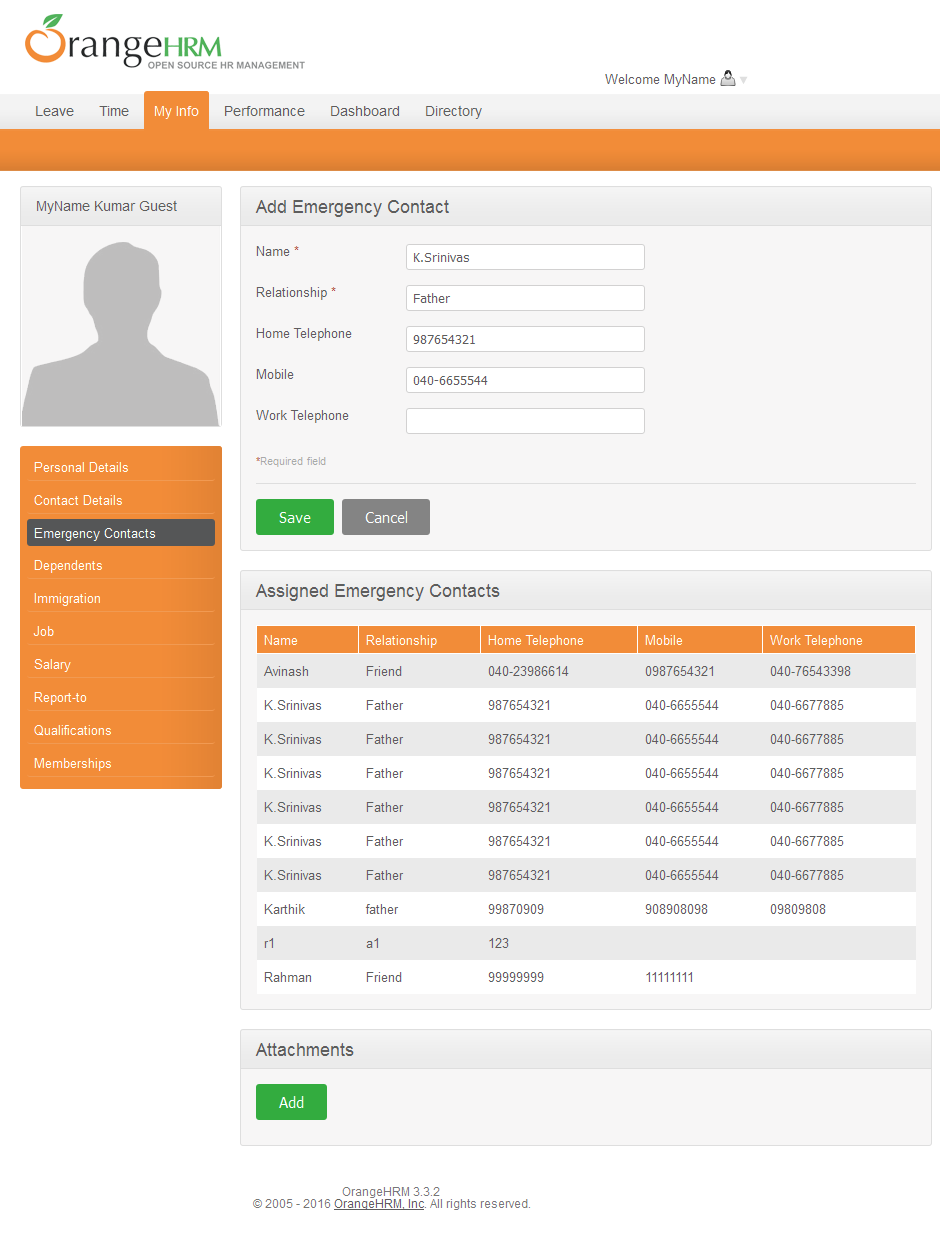 OrangeHRM
OPEN SOURCE HR MANAGEMENT
Welcome MyName
Leave Time My Info Performance Dashboard Directory
MyName Kumar Guest
Personal Details
Contact Details
Emergency Contacts
Dependents
Immigration
Job
Salary
Report-to
Qualifications
Memberships
Add Emergency Contact
Name * K.Srinivas
Relationship * Father
Home Telephone 987654321
Mobile 040-6655544
Work Telephone
*Required field
Save Cancel
Assigned Emergency Contacts
Name Relationship Home Telephone Mobile Work Telephone
Avinash Friend 040-23986614 0987654321 040-76543398
K.Srinivas Father 987654321 040-6655544 040-6677885
K.Srinivas Father 987654321 040-6655544 040-6677885
K.Srinivas Father 987654321 040-6655544 040-6677885
K.Srinivas Father 987654321 040-6655544 040-6677885
K.Srinivas Father 987654321 040-6655544 040-6677885
K.Srinivas Father 987654321 040-6655544 040-6677885
Karthik father 99870909 908908098 09809808
r1 a1 123
Rahman Friend 99999999 11111111
Attachments
Add
OrangeHRM 3.3.2
© 2005 - 2016 OrangeHRM, Inc. All rights reserved.